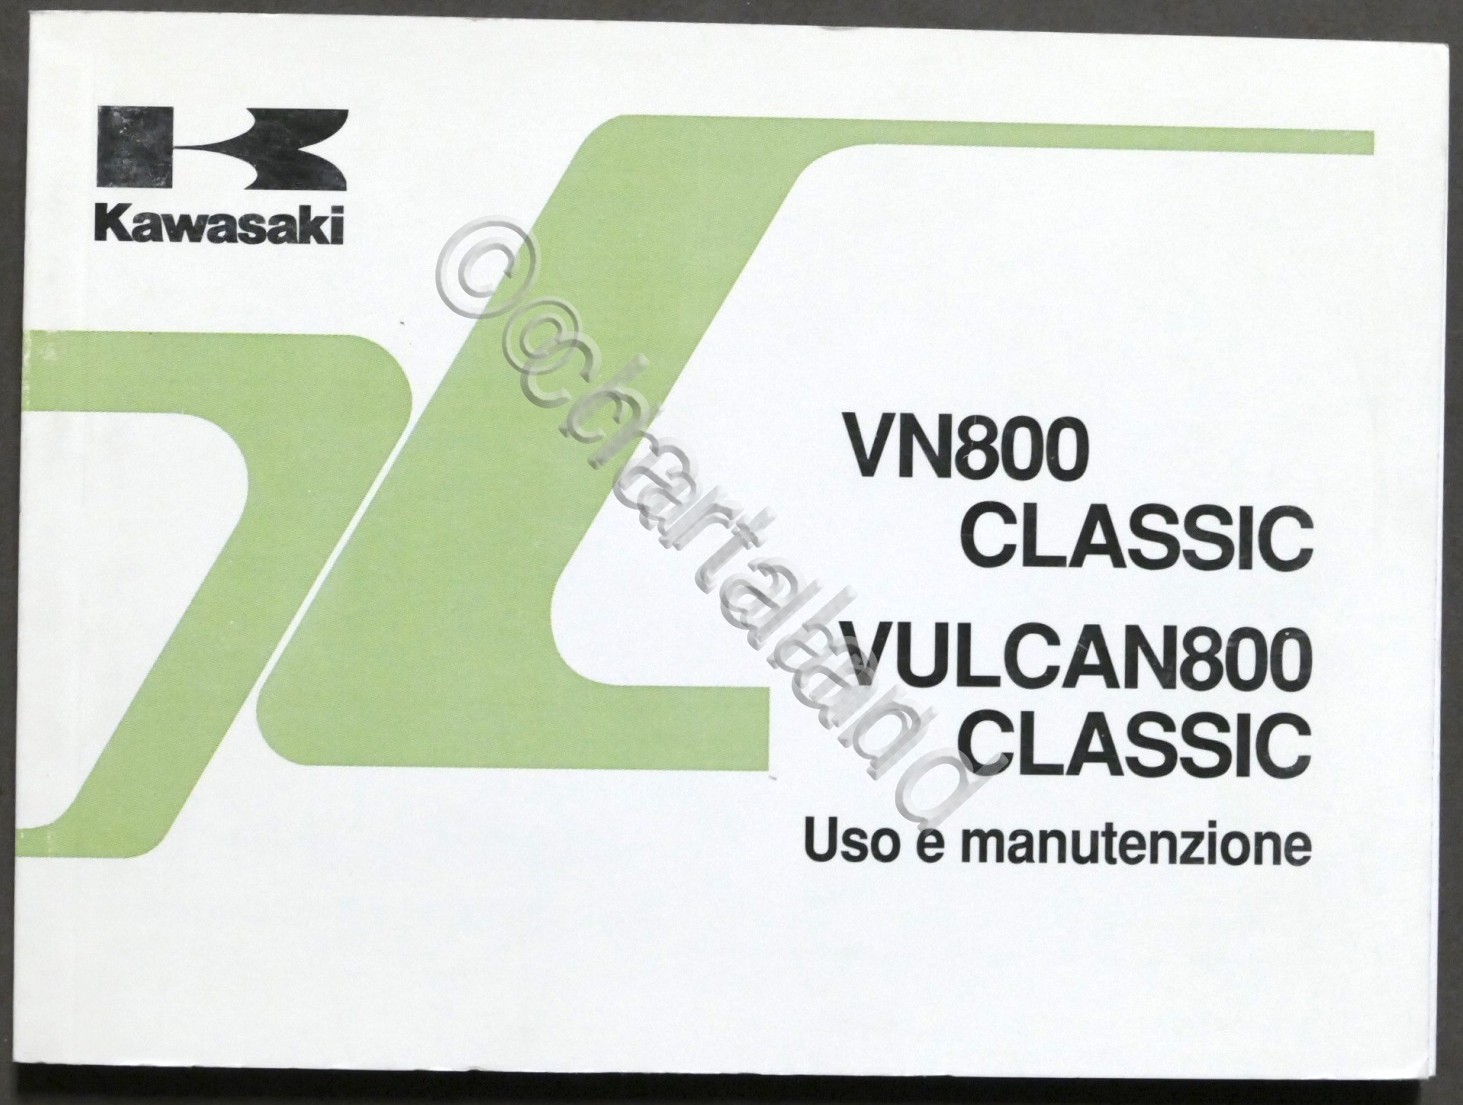 Kawasaki
©chartaland
VN800
CLASSIC
VULCAN800
CLASSIC
Uso e manutenzione